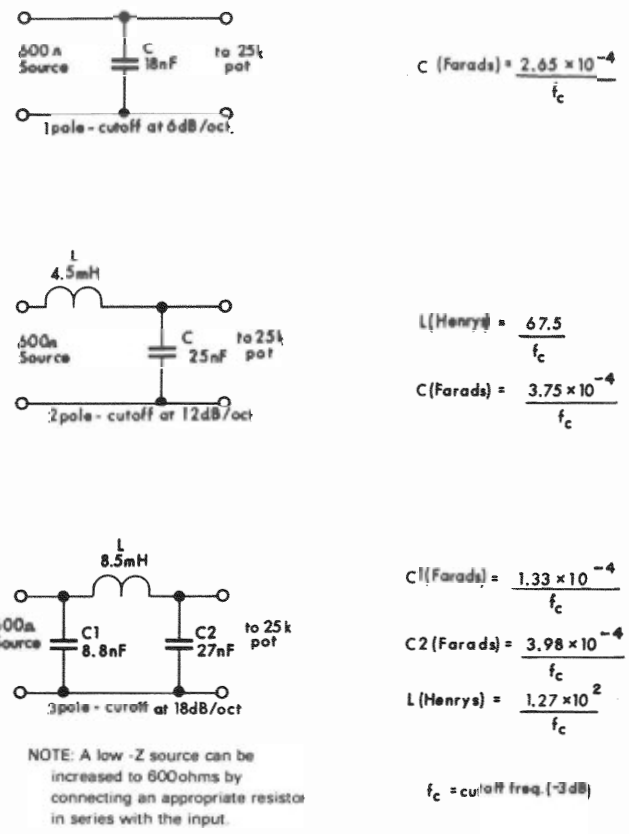 600Ω
Source
C
18nF
to 25k
pot
1pole - cutoff at 6dB/oct.
C (Farads) = 2.65 × 10⁻⁴
fc
L
4.5mH
600Ω
Source
C
25nF
to 25k
pot
2pole - cutoff at 12dB/oct
L(Henrys) = 67.5
fc
C(Farads) = 3.75 × 10⁻⁴
fc
L
8.5mH
600Ω
Source
C1
8.8nF
C2
27nF
to 25k
pot
3pole - curoff at 18dB/oct
C1(Farads) = 1.33 × 10⁻⁴
fc
C2 (Farads) = 3.98 × 10⁻⁴
fc
L (Henrys) = 1.27 × 10²
fc
NOTE: A low -Z source can be
increased to 600ohms by
connecting an appropriate resistor
in series with the input.
fc = cutoff freq. (-3dB)